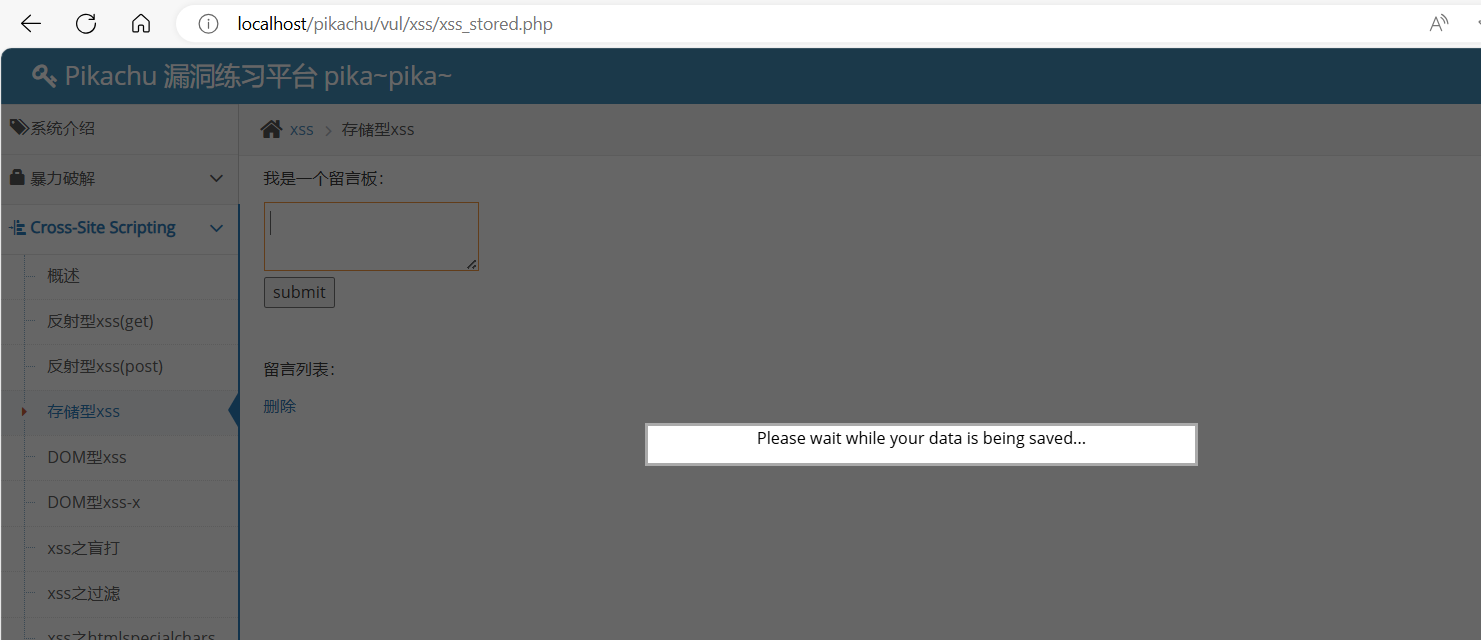 localhost/pikachu/vul/xss/xss_stored.php
Pikachu 漏洞练习平台 pika~pika~
系统介绍
xss > 存储型xss
暴力破解
我是一个留言板：
Cross-Site Scripting
概述
submit
反射型xss(get)
反射型xss(post)
留言列表：
存储型xss
删除
Please wait while your data is being saved...
DOM型xss
DOM型xss-x
xss之盲打
xss之过滤
xss之htmlspecialchars